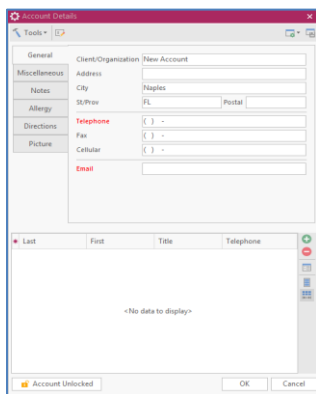 Account Details
Tools
General
Miscellaneous
Notes
Allergy
Directions
Picture
Client/Organization New Account
Address
City Naples
St/Prov FL Postal
Telephone ( ) -
Fax ( ) -
Cellular ( ) -
Email
Last First Title Telephone
<No data to display>
Account Unlocked OK Cancel